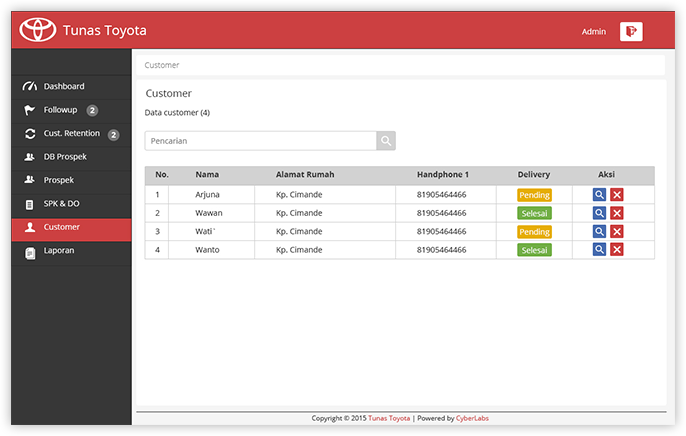 Tunas Toyota
Admin
Dashboard
Followup 2
Cust. Retention 2
DB Prospek
Prospek
SPK & DO
Customer
Laporan
Customer
Customer
Data customer (4)
Pencarian
No. Nama Alamat Rumah Handphone 1 Delivery Aksi
1 Arjuna Kp. Cimande 81905464466 Pending
2 Wawan Kp. Cimande 81905464466 Selesai
3 Wati` Kp. Cimande 81905464466 Pending
4 Wanto Kp. Cimande 81905464466 Selesai
Copyright © 2015 Tunas Toyota | Powered by CyberLabs